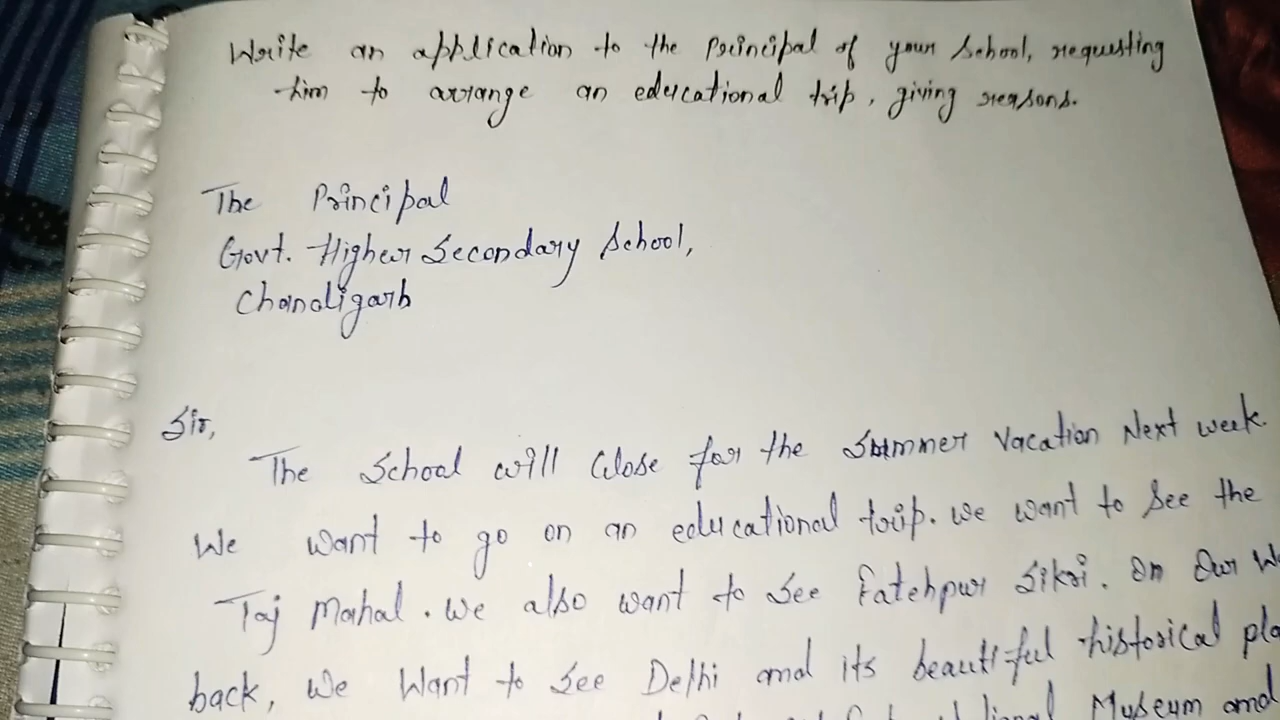 Write an application to the Principal of your School, requesting
him to arrange an educational trip, giving reasons.
The Principal
Govt. Higher Secondary School,
Chandigarh
Sir,
The School will Close for the Summer Vacation Next week.
We want to go on an educational trip. we want to See the
Taj Mahal. We also want to See Fatehpur Sikri. On Our
back, We Want to See Delhi and its beautiful historical
Museum and